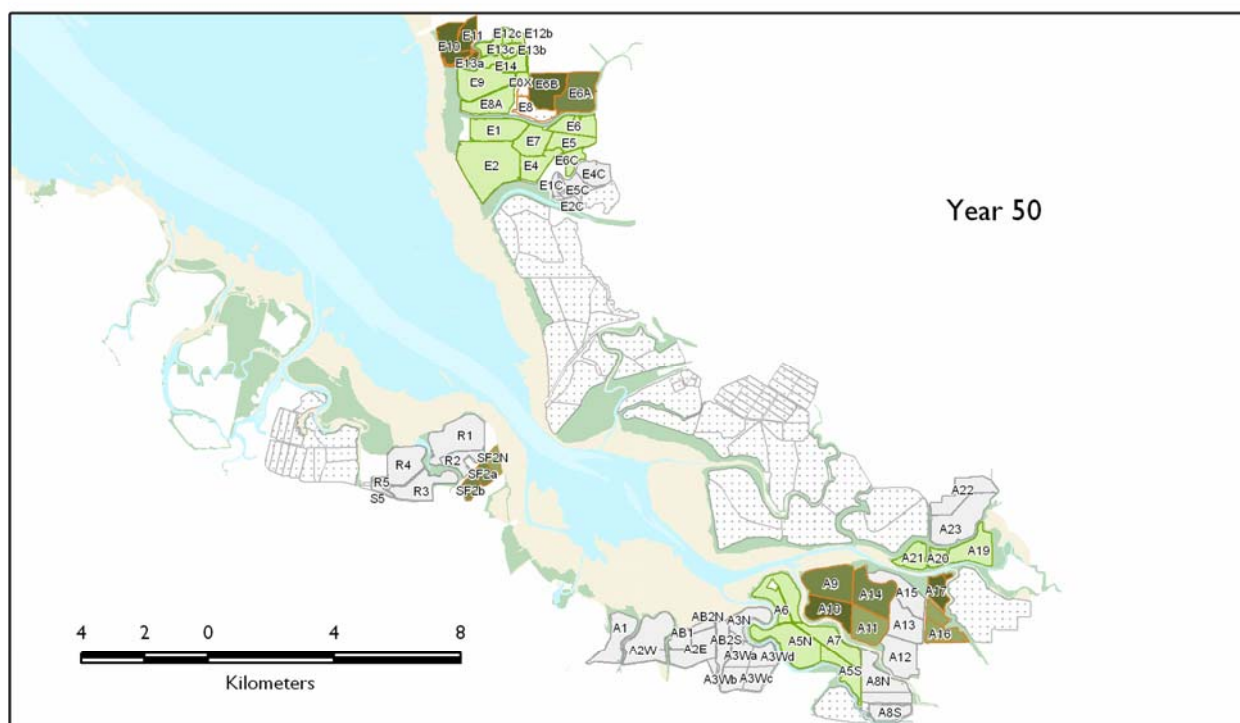 E11
E12c E12b
E10
E13c E13b
E13a
E14
E9
E6X
E6B
E6A
E8A
E8
E1
E6
E7
E5
E2
E4
E6C
E4C
E1C
E5C
E2C
Year 50
R1
R2
SF2N
R4
SF2a
R5
R3
SF2b
S5
A22
A23
A21
A20
A19
A9
A14
A15
A17
A10
A11
A13
A16
A6
A1
AB2N
A3N
AB1
AB2S
A5N
A7
A2W
A2E
A3Wa
A3Wd
A12
A5S
A8N
A3Wb
A3Wc
A8S
4 2 0 4 8
Kilometers